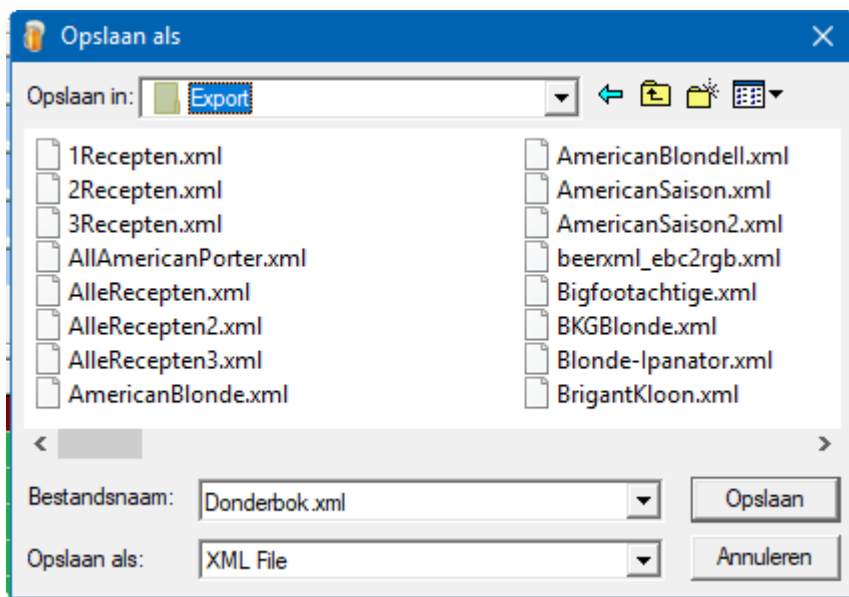 Opslaan als
Opslaan in: Export
1Recepten.xml
2Recepten.xml
3Recepten.xml
AllAmericanPorter.xml
AlleRecepten.xml
AlleRecepten2.xml
AlleRecepten3.xml
AmericanBlonde.xml
AmericanBlondell.xml
AmericanSaison.xml
AmericanSaison2.xml
beerxml_ebc2rgb.xml
Bigfootachtige.xml
BKGBlonde.xml
Blonde-Ipanator.xml
BrigantKloon.xml
Bestandsnaam: Donderbok.xml Opslaan
Opslaan als: XML File Annuleren